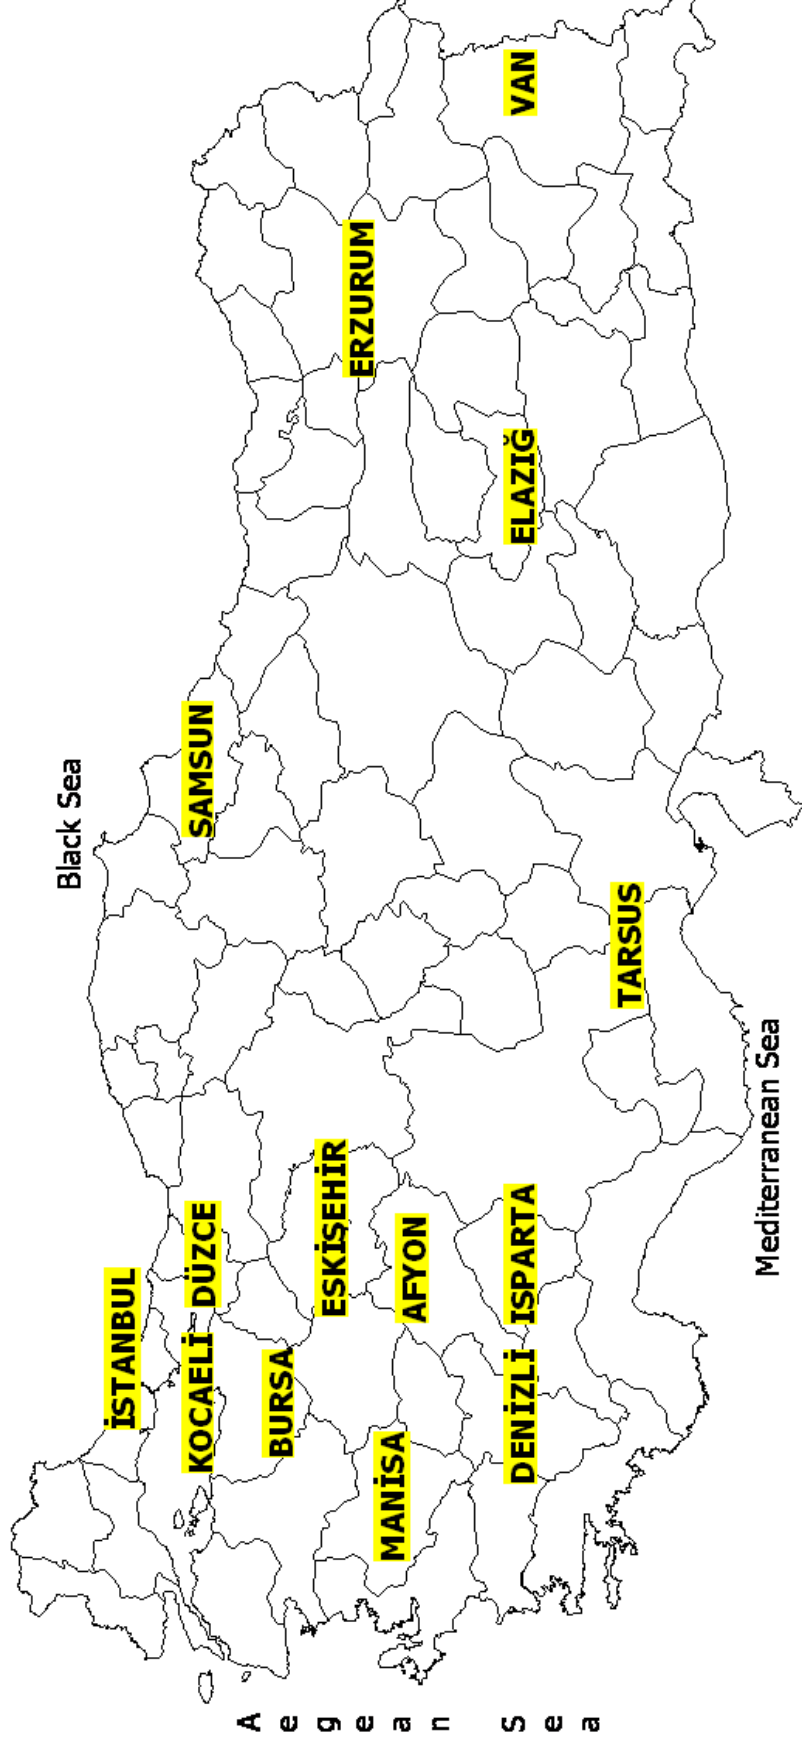 Black Sea
İSTANBUL
SAMSUN
KOCAELİ
DÜZCE
BURSA
ESKİŞEHİR
ERZURUM
MANİSA
AFYON
DENİZLİ
ISPARTA
ELAZIĞ
VAN
TARSUS
Aegean Sea
Mediterranean Sea